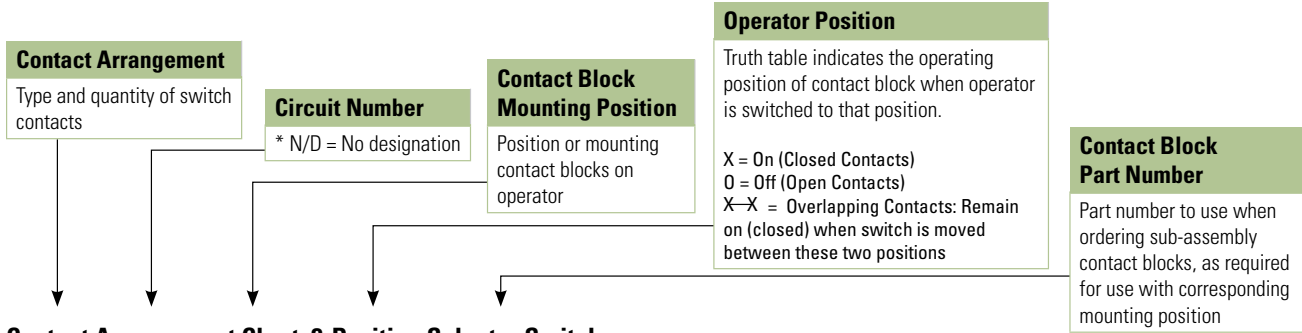 Contact Arrangement
Type and quantity of switch
contacts
Circuit Number
* N/D = No designation
Contact Block
Mounting Position
Position or mounting
contact blocks on
operator
Operator Position
Truth table indicates the operating
position of contact block when operator
is switched to that position.
X = On (Closed Contacts)
O = Off (Open Contacts)
X—X = Overlapping Contacts: Remain
on (closed) when switch is moved
between these two positions
Contact Block
Part Number
Part number to use when
ordering sub-assembly
contact blocks, as required
for use with corresponding
mounting position